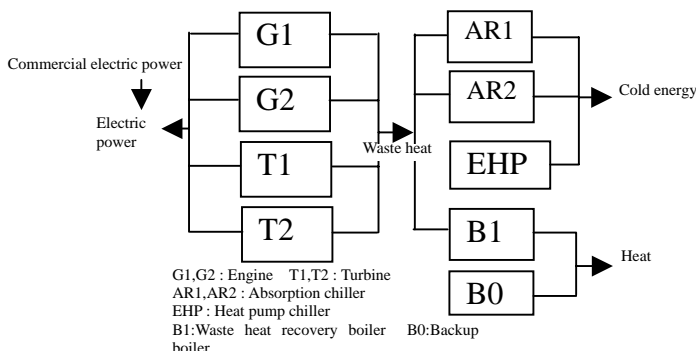 G1
AR1
Commercial electric power
G2
AR2
Cold energy
Electric
power
Waste heat
T1
EHP
T2
B1
Heat
B0
G1,G2 : Engine T1,T2 : Turbine
AR1,AR2 : Absorption chiller
EHP : Heat pump chiller
B1:Waste heat recovery boiler B0:Backup
boiler